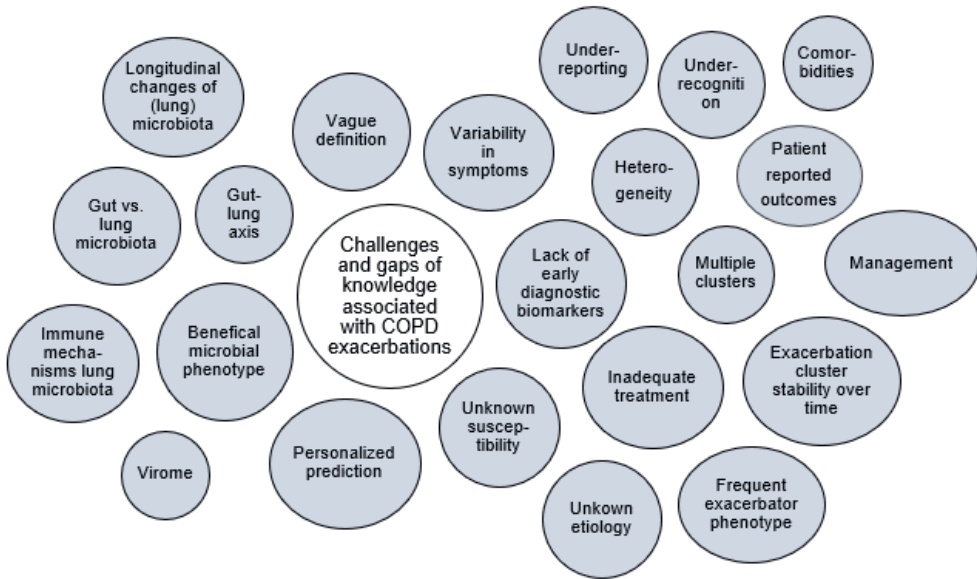 Longitudinal
changes of
(lung)
microbiota
Vague
definition
Variability
in
symptoms
Under-
reporting
Under-
recogniti
on
Comor-
bidities
Gut vs.
lung
microbiota
Gut-
lung
axis
Hetero-
geneity
Patient
reported
outcomes
Challenges
and gaps of
knowledge
associated
with COPD
exacerbations
Lack of
early
diagnostic
biomarkers
Multiple
clusters
Management
Immune
mecha-
nisms lung
microbiota
Benefical
microbial
phenotype
Inadequate
treatment
Exacerbation
cluster
stability over
time
Virome
Personalized
prediction
Unknown
suscep-
tibility
Unkown
etiology
Frequent
exacerbator
phenotype